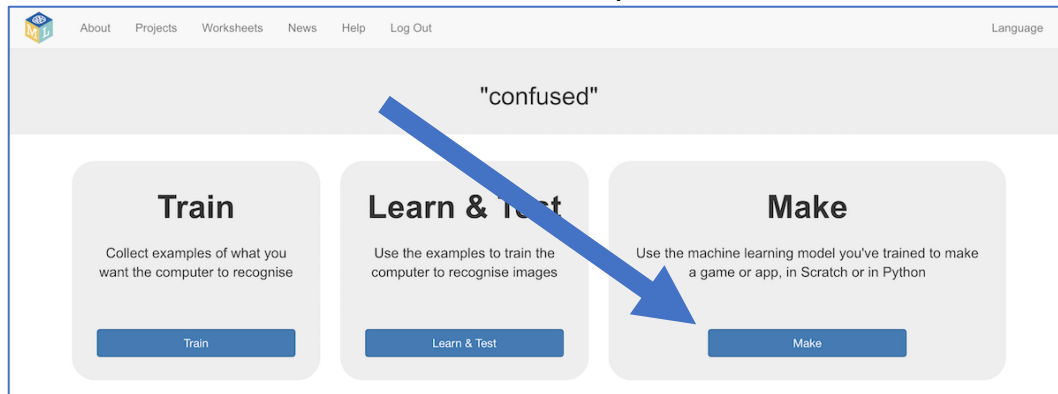 ML
About Projects Worksheets News Help Log Out Language
"confused"
Train
Collect examples of what you
want the computer to recognise
Train
Learn & Test
Use the examples to train the
computer to recognise images
Learn & Test
Make
Use the machine learning model you've trained to make
a game or app, in Scratch or in Python
Make